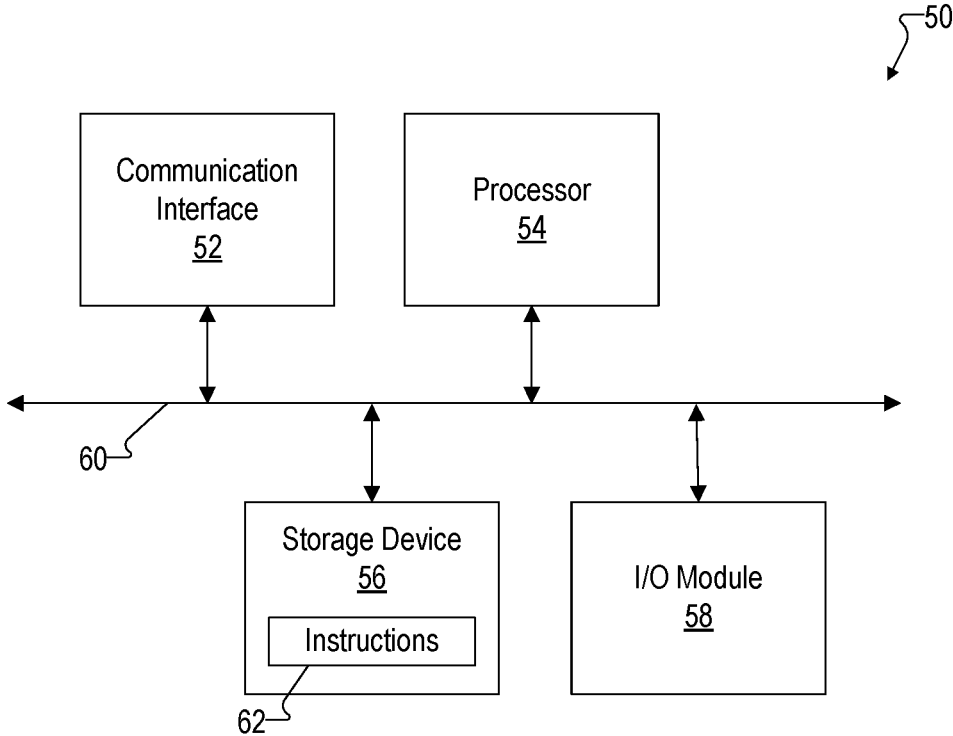 50
Communication
Interface
52
Processor
54
60
Storage Device
56
Instructions
62
I/O Module
58